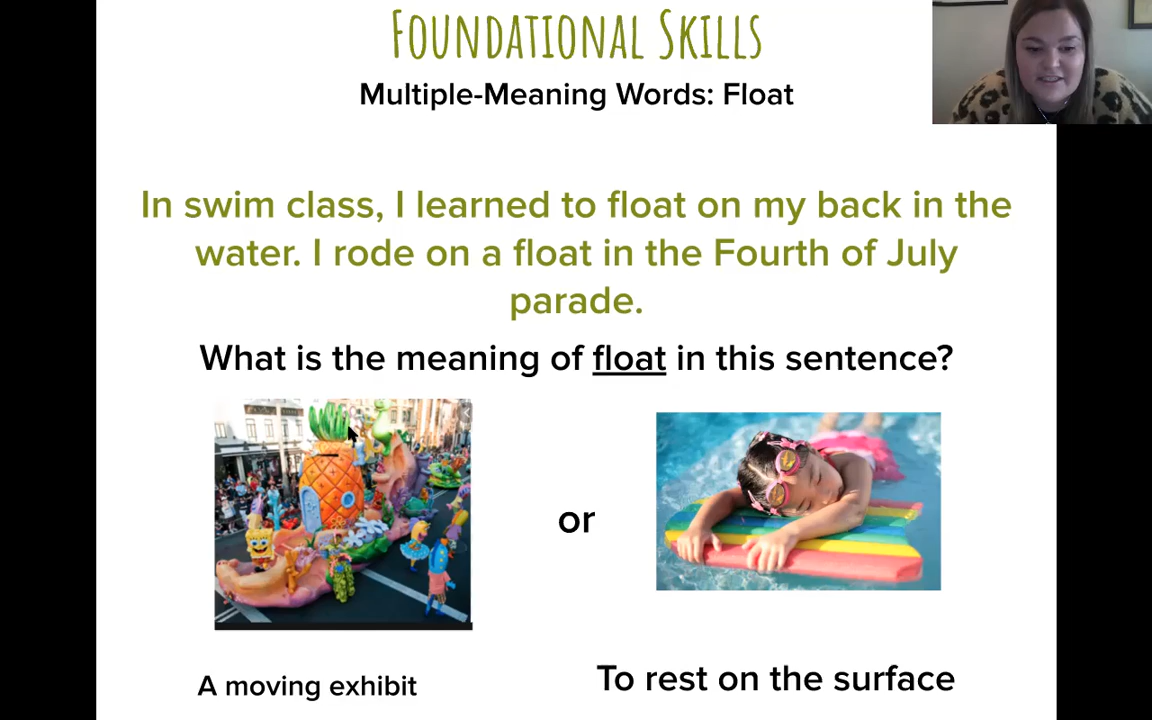 Foundational Skills
Multiple-Meaning Words: Float
In swim class, I learned to float on my back in the
water. I rode on a float in the Fourth of July
parade.
What is the meaning of float in this sentence?
or
A moving exhibit
To rest on the surface